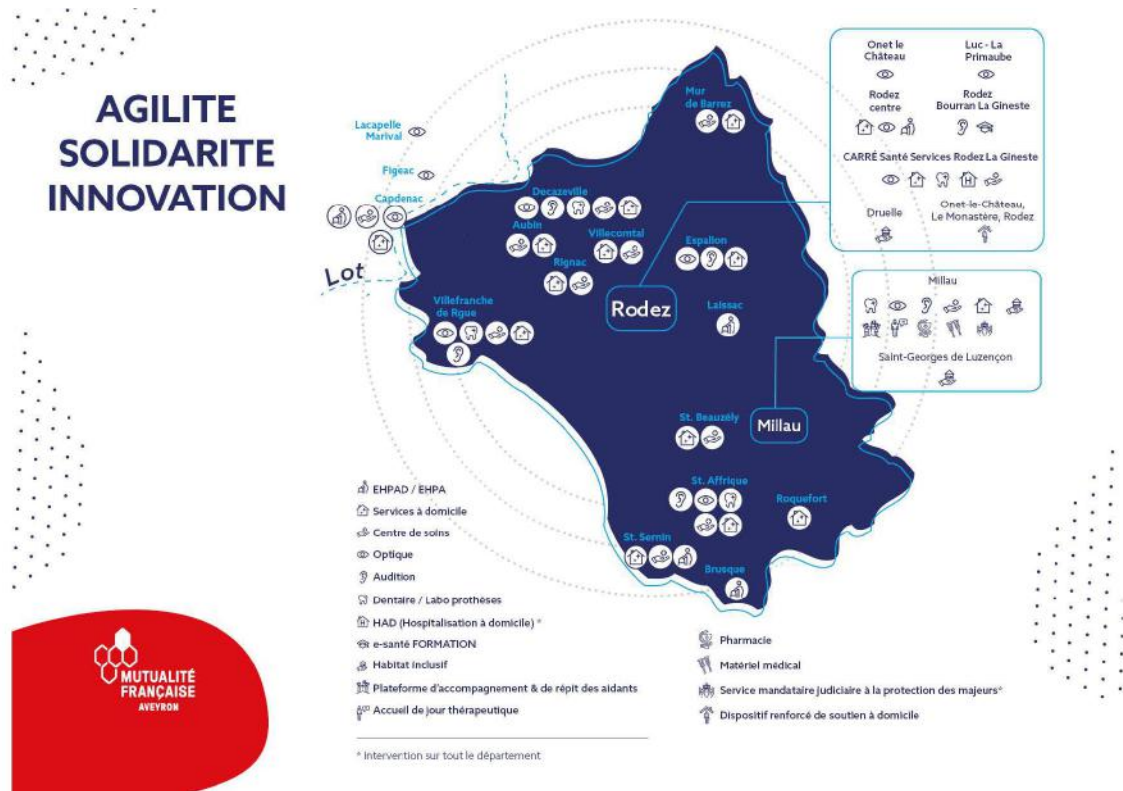 AGILITE
SOLIDARITE
INNOVATION
Lacapelle
Marival
Figeac
Capdenac
Lot
Mur
de Barrez
Decazeville
Aubin
Villecomtal
Rignac
Espalion
Villefranche
de Rgue
Rodez
Laissac
Millau
St. Beauzély
St. Affrique
Roquefort
St. Sernin
Brusque
Onet le
Château
Luc - La
Primaube
Rodez
centre
Rodez
Bourran La Gineste
CARRÉ Santé Services Rodez La Gineste
Druelle
Onet-le-Château,
Le Monastère, Rodez
Millau
Saint-Georges de Luzençon
EHPAD / EHPA
Services à domicile
Centre de soins
Optique
Audition
Dentaire / Labo prothèses
HAD (Hospitalisation à domicile) *
e-santé FORMATION
Habitat inclusif
Plateforme d'accompagnement & de répit des aidants
Accueil de jour thérapeutique
Pharmacie
Matériel médical
Service mandataire judiciaire à la protection des majeurs*
Dispositif renforcé de soutien à domicile
* Intervention sur tout le département
MUTUALITÉ
FRANÇAISE
AVEYRON